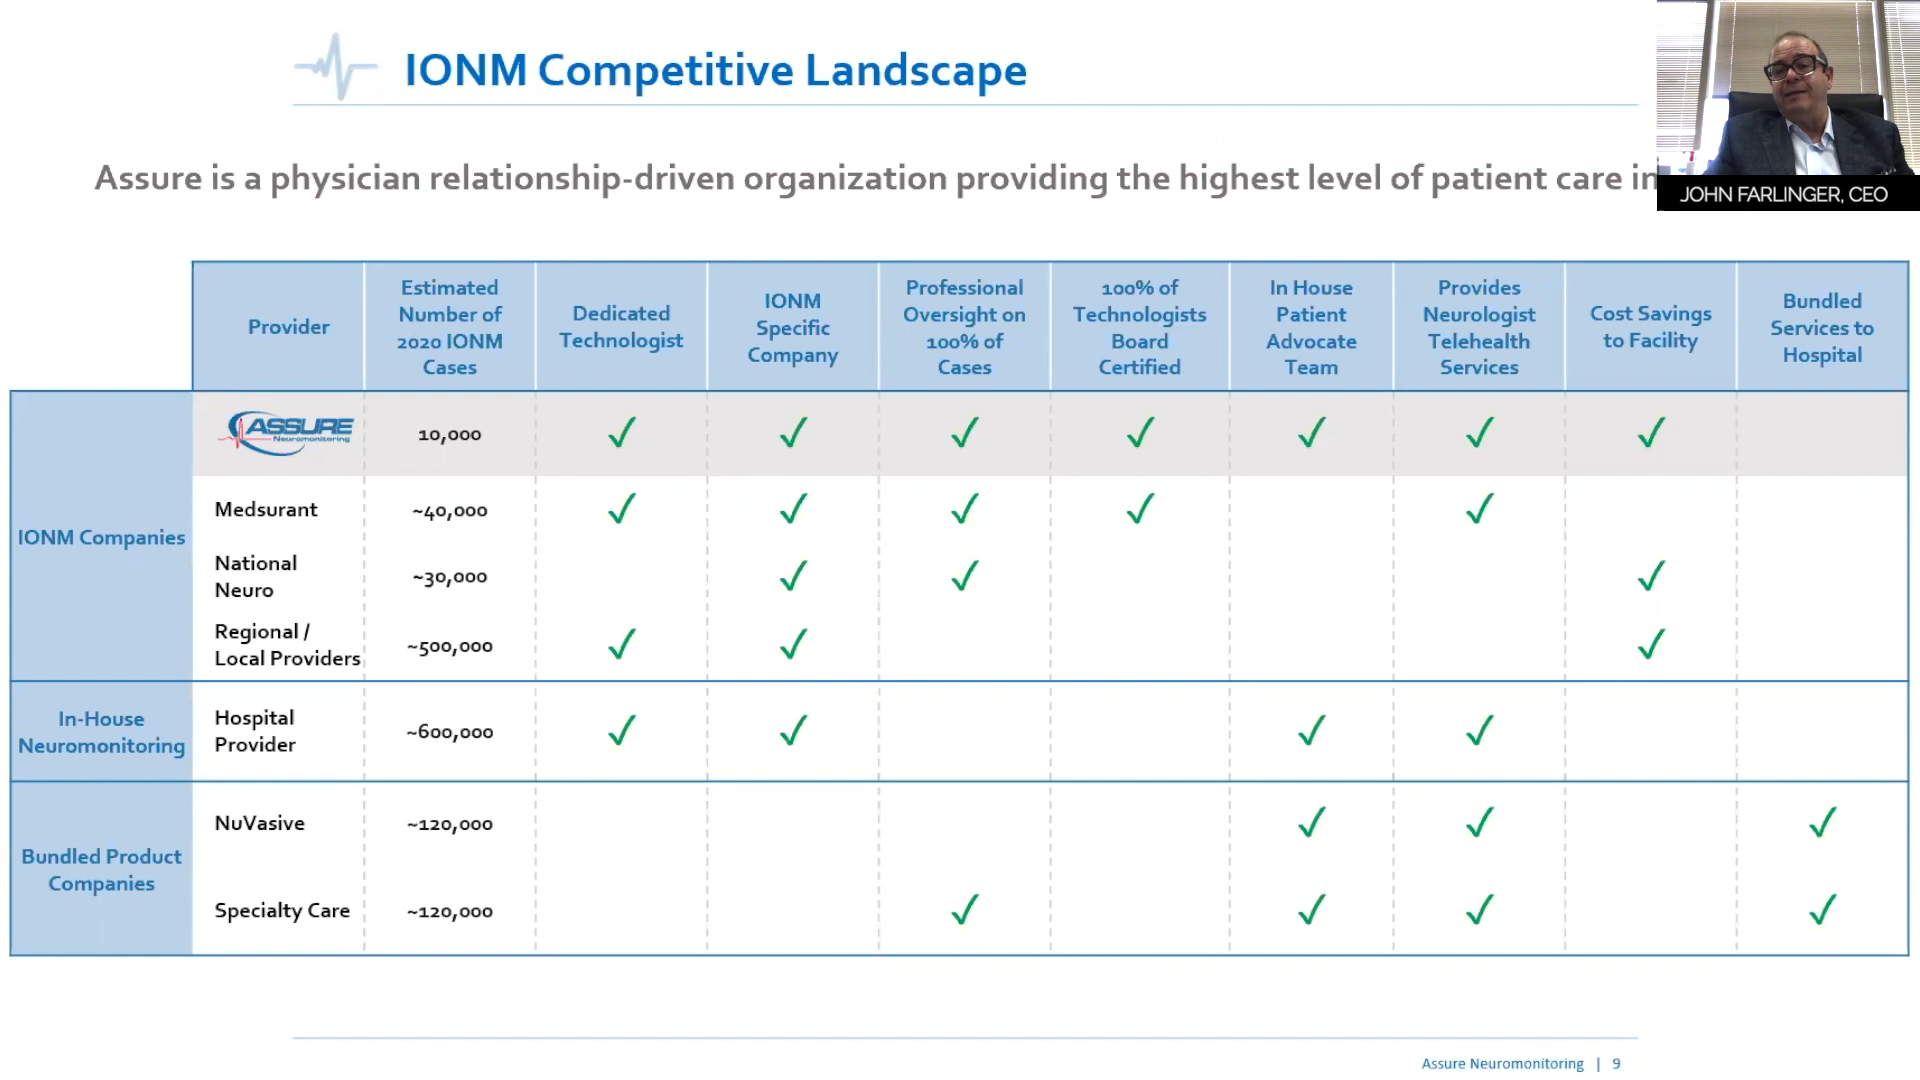 IONM Competitive Landscape
Assure is a physician relationship-driven organization providing the highest level of patient care in
JOHN FARLINGER, CEO
Provider
Estimated
Number of
2020 IONM
Cases
Dedicated
Technologist
IONM
Specific
Company
Professional
Oversight on
100% of
Cases
100% of
Technologists
Board
Certified
In House
Patient
Advocate
Team
Provides
Neurologist
Telehealth
Services
Cost Savings
to Facility
Bundled
Services to
Hospital
IONM Companies
ASSURE
Neuromonitoring
10,000 ✓ ✓ ✓ ✓ ✓ ✓ ✓
Medsurant ~40,000 ✓ ✓ ✓ ✓ ✓
National
Neuro
~30,000 ✓ ✓ ✓
Regional /
Local Providers
~500,000 ✓ ✓ ✓
In-House
Neuromonitoring
Hospital
Provider
~600,000 ✓ ✓ ✓ ✓
Bundled Product
Companies
NuVasive ~120,000 ✓ ✓ ✓
Specialty Care ~120,000 ✓ ✓ ✓ ✓
Assure Neuromonitoring | 9